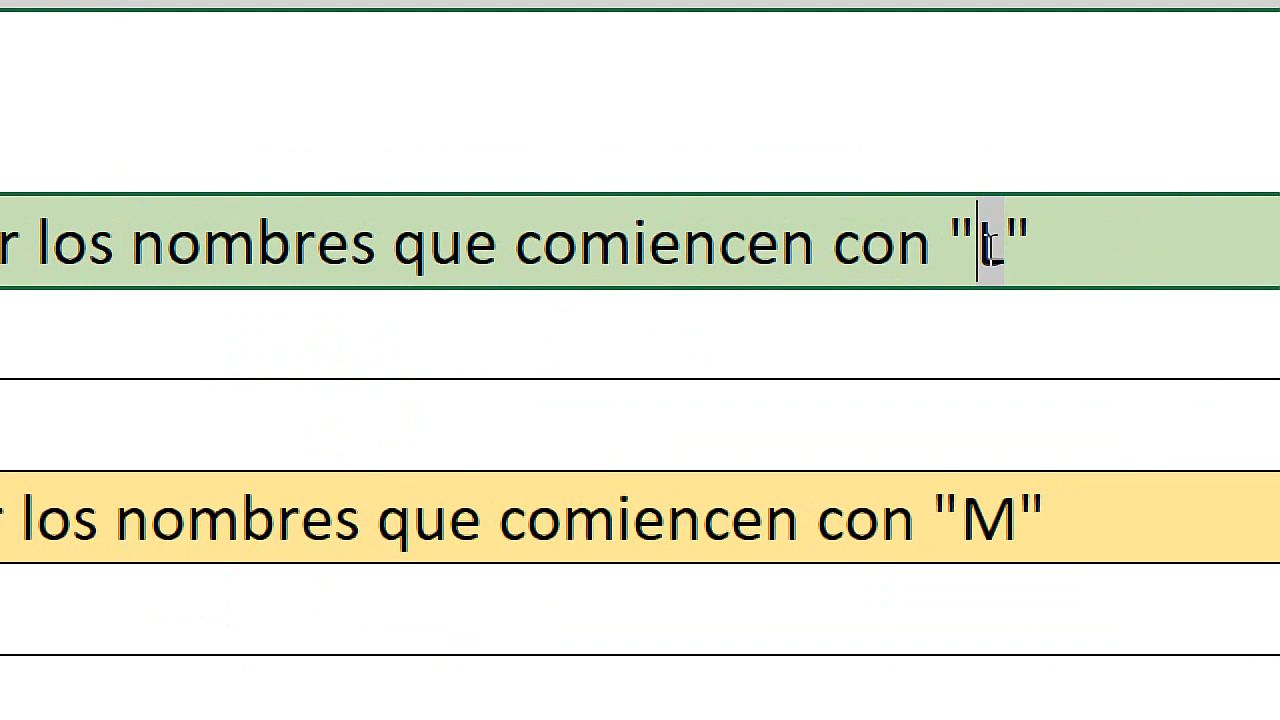 r los nombres que comiencen con "L"
los nombres que comiencen con "M"